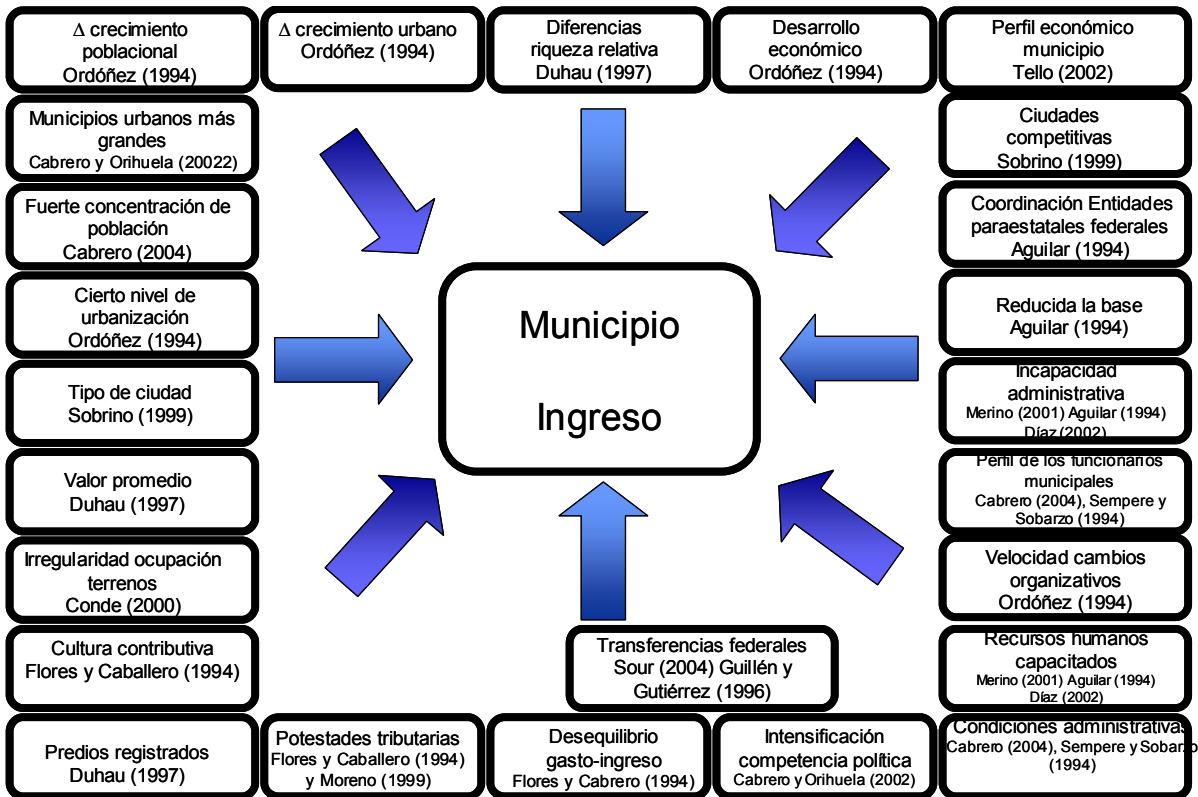 Δ crecimiento
poblacional
Ordóñez (1994)
Δ crecimiento urbano
Ordóñez (1994)
Diferencias
riqueza relativa
Duhau (1997)
Desarrollo
económico
Ordóñez (1994)
Perfil económico
municipio
Tello (2002)
Municipios urbanos más
grandes
Cabrero y Orihuela (20022)
Fuerte concentración de
población
Cabrero (2004)
Cierto nivel de
urbanización
Ordóñez (1994)
Tipo de ciudad
Sobrino (1999)
Valor promedio
Duhau (1997)
Irregularidad ocupación
terrenos
Conde (2000)
Cultura contributiva
Flores y Caballero (1994)
Predios registrados
Duhau (1997)
Municipio
Ingreso
Ciudades
competitivas
Sobrino (1999)
Coordinación Entidades
paraestatales federales
Aguilar (1994)
Reducida la base
Aguilar (1994)
Incapacidad
administrativa
Merino (2001) Aguilar (1994)
Díaz (2002)
Perfil de los funcionarios
municipales
Cabrero (2004), Sempere y
Sobarzo (1994)
Velocidad cambios
organizativos
Ordóñez (1994)
Recursos humanos
capacitados
Merino (2001) Aguilar (1994)
Díaz (2002)
Condiciones administrativas
Cabrero (2004), Sempere y Sobarzo
(1994)
Transferencias federales
Sour (2004) Guillén y
Gutiérrez (1996)
Potestades tributarias
Flores y Caballero (1994)
y Moreno (1999)
Desequilibrio
gasto-ingreso
Flores y Cabrero (1994)
Intensificación
competencia política
Cabrero y Orihuela (2002)